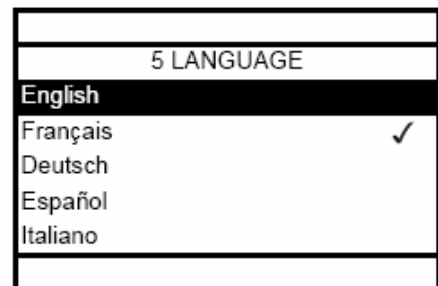 5 LANGUAGE
English
Français ✓
Deutsch
Español
Italiano